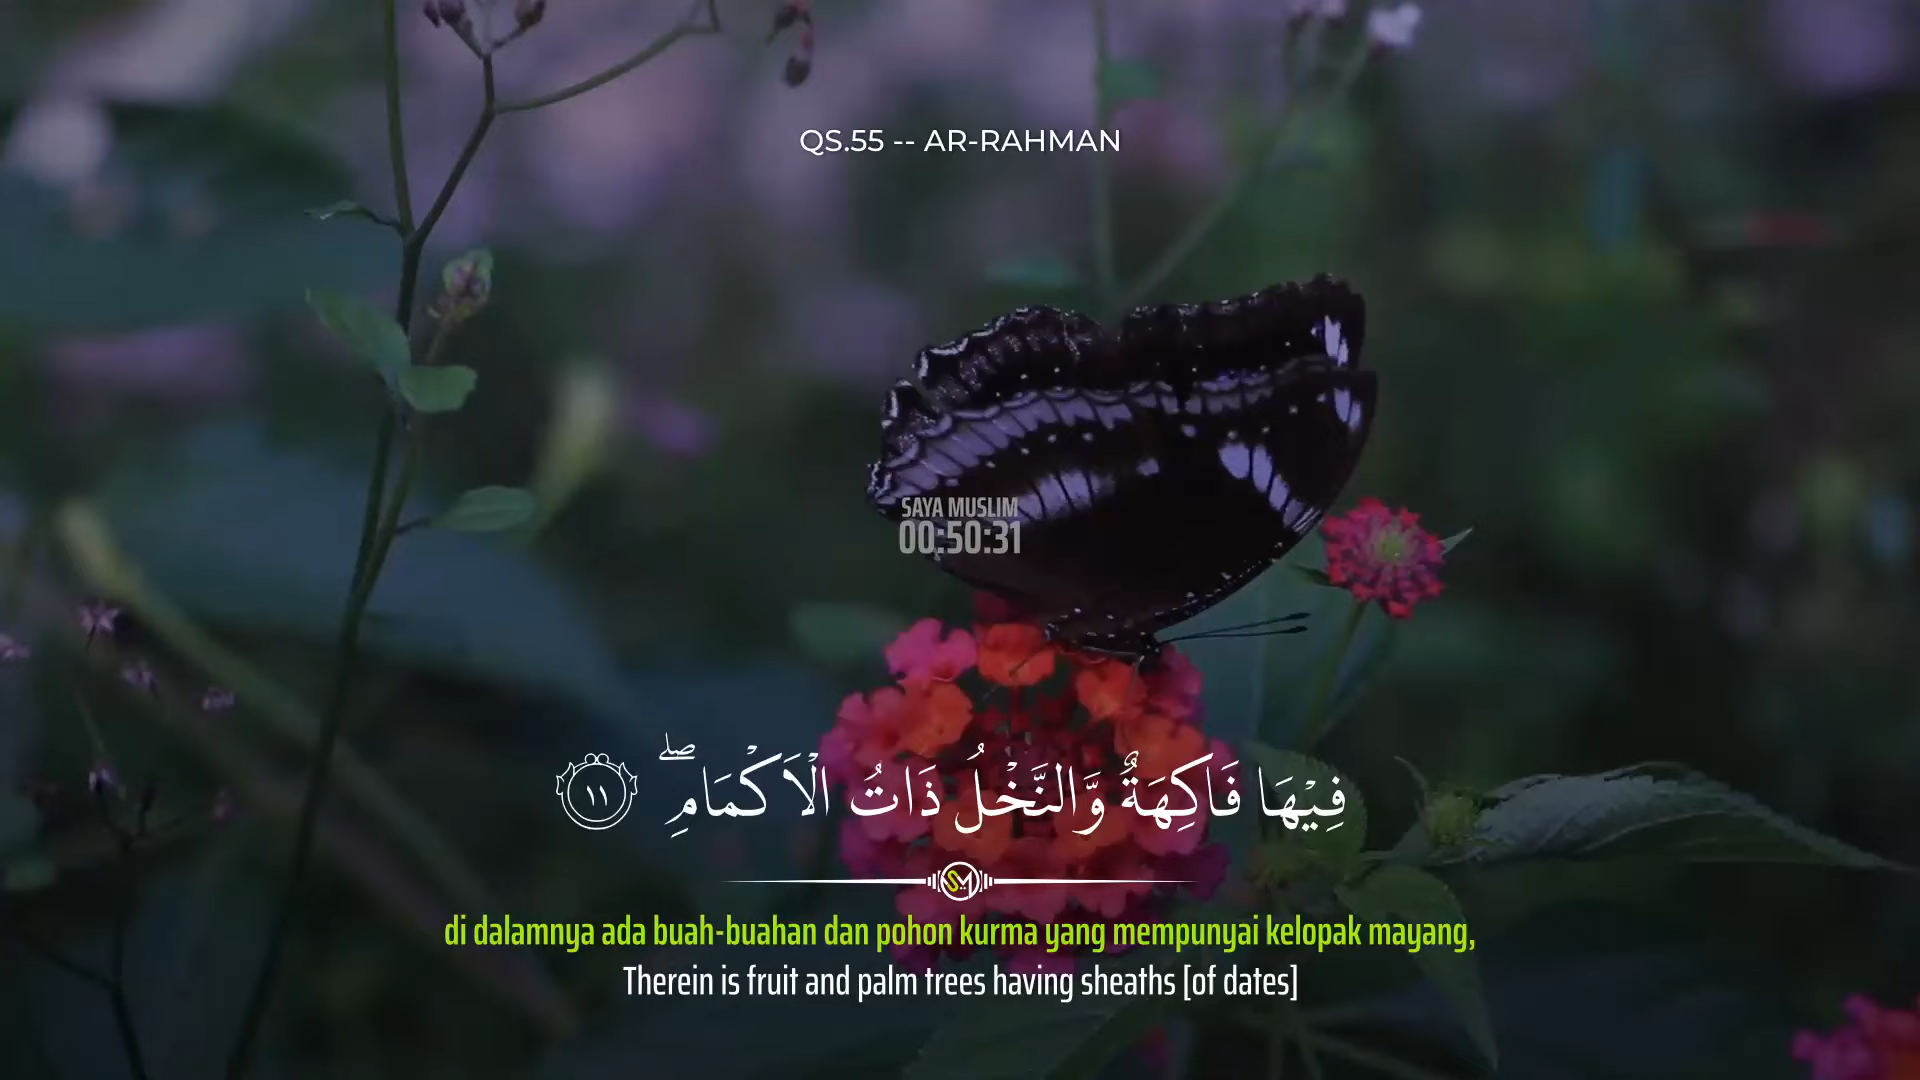 QS.55 -- AR-RAHMAN
SAYA MUSLIM
00:50:31
فِيْهَا فَاكِهَةٌ وَّالنَّخْلُ ذَاتُ الْاَكْمَامِۖ ١١
di dalamnya ada buah-buahan dan pohon kurma yang mempunyai kelopak mayang,
Therein is fruit and palm trees having sheaths [of dates]